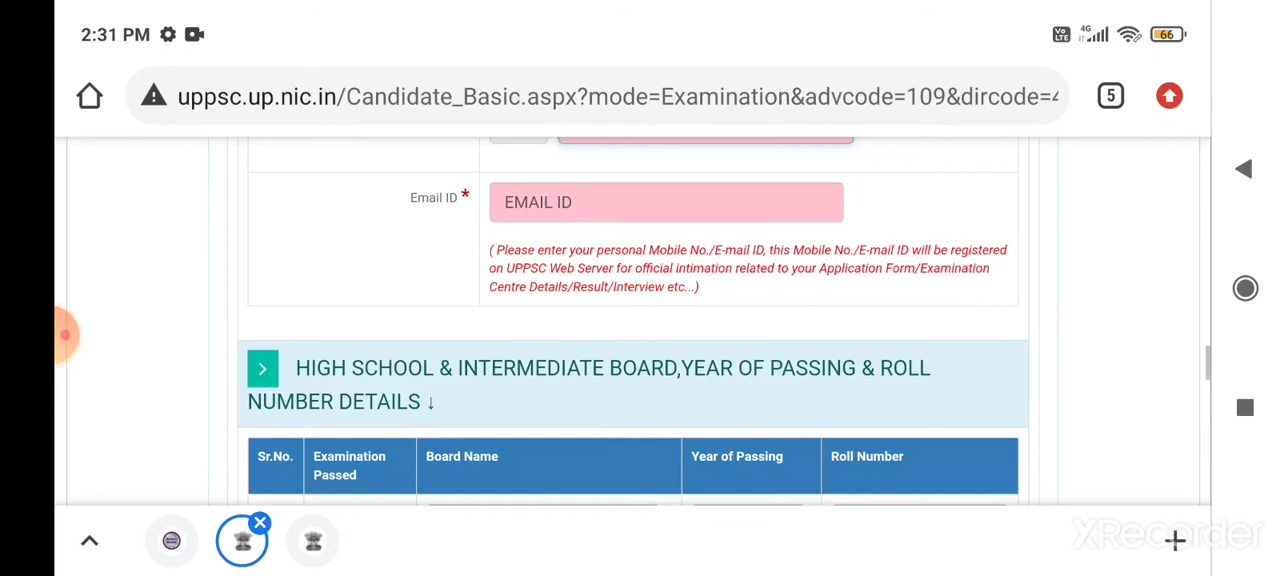 2:31 PM
Vo LTE 4G 66
uppsc.up.nic.in/Candidate_Basic.aspx?mode=Examination&advcode=109&dircode=4
5
Email ID *
EMAIL ID
( Please enter your personal Mobile No./E-mail ID, this Mobile No./E-mail ID will be registered
on UPPSC Web Server for official intimation related to your Application Form/Examination
Centre Details/Result/Interview etc...)
HIGH SCHOOL & INTERMEDIATE BOARD,YEAR OF PASSING & ROLL
NUMBER DETAILS ↓
Sr.No. Examination Passed Board Name Year of Passing Roll Number
XRecorder